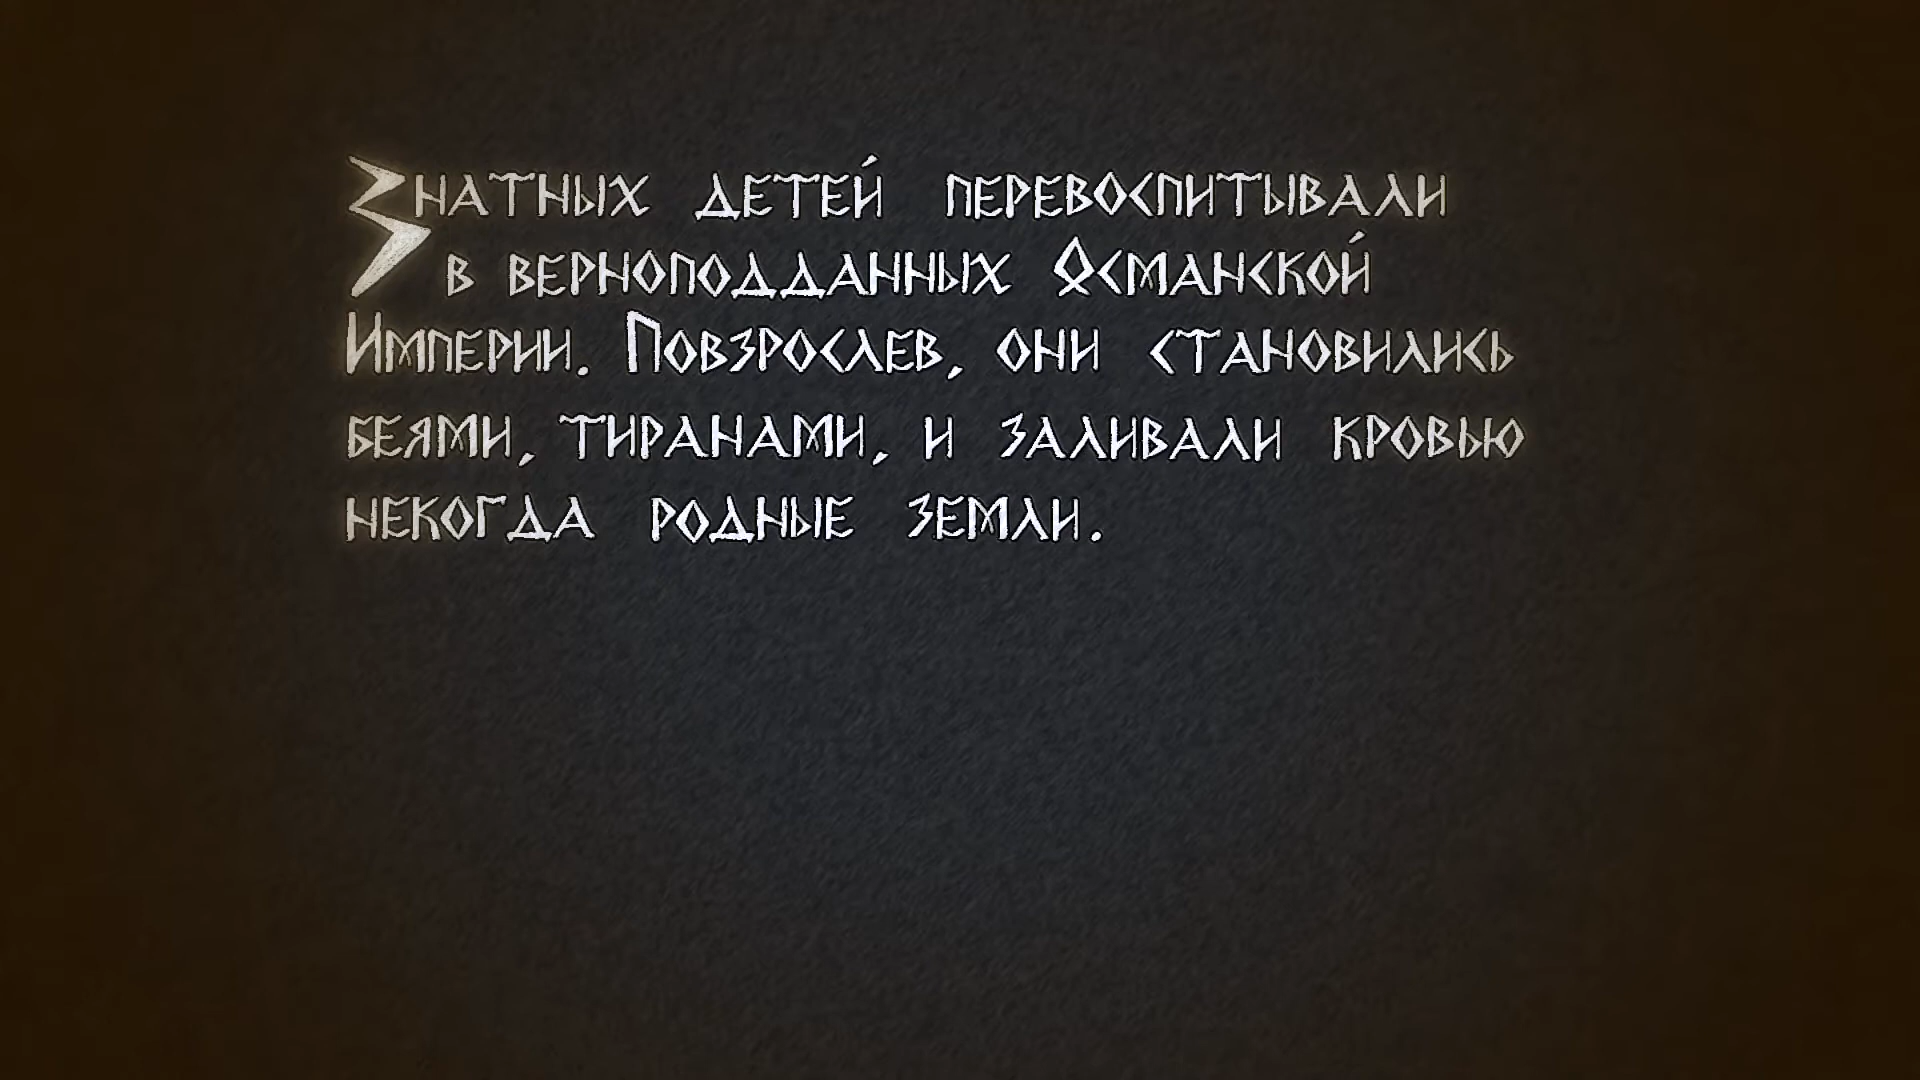 Знатных детей перевоспитывали
в верноподданных Османской
Империи. Повзрослев, они становились
беями, тиранами, и заливали кровью
некогда родные земли.